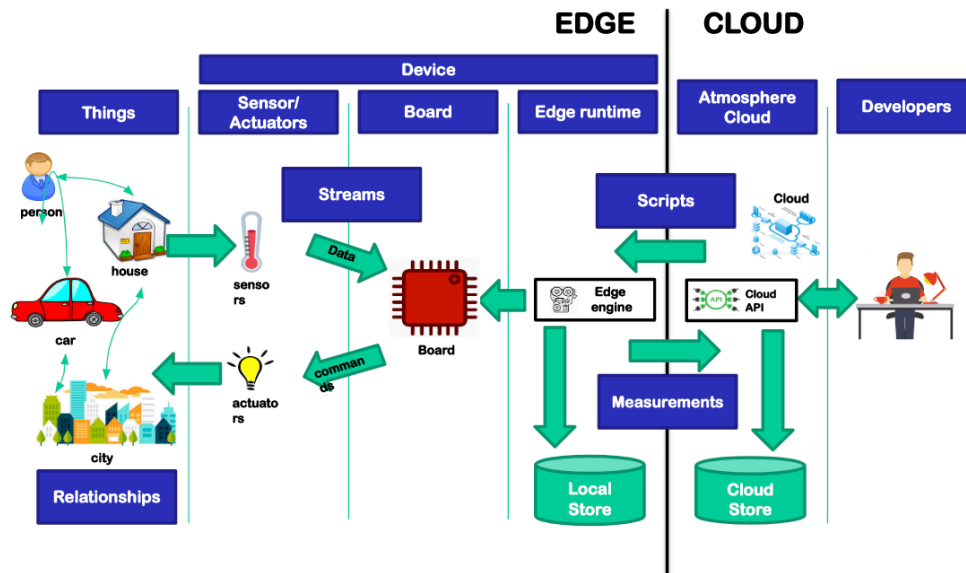 EDGE
CLOUD
Device
Things
Sensor/
Actuators
Board
Edge runtime
Atmosphere
Cloud
Developers
Streams
Scripts
person
Cloud
house
Data
senso
rs
Edge
engine
API
Cloud
API
car
Board
comman
ds
actuato
rs
Measurements
city
Relationships
Local
Store
Cloud
Store